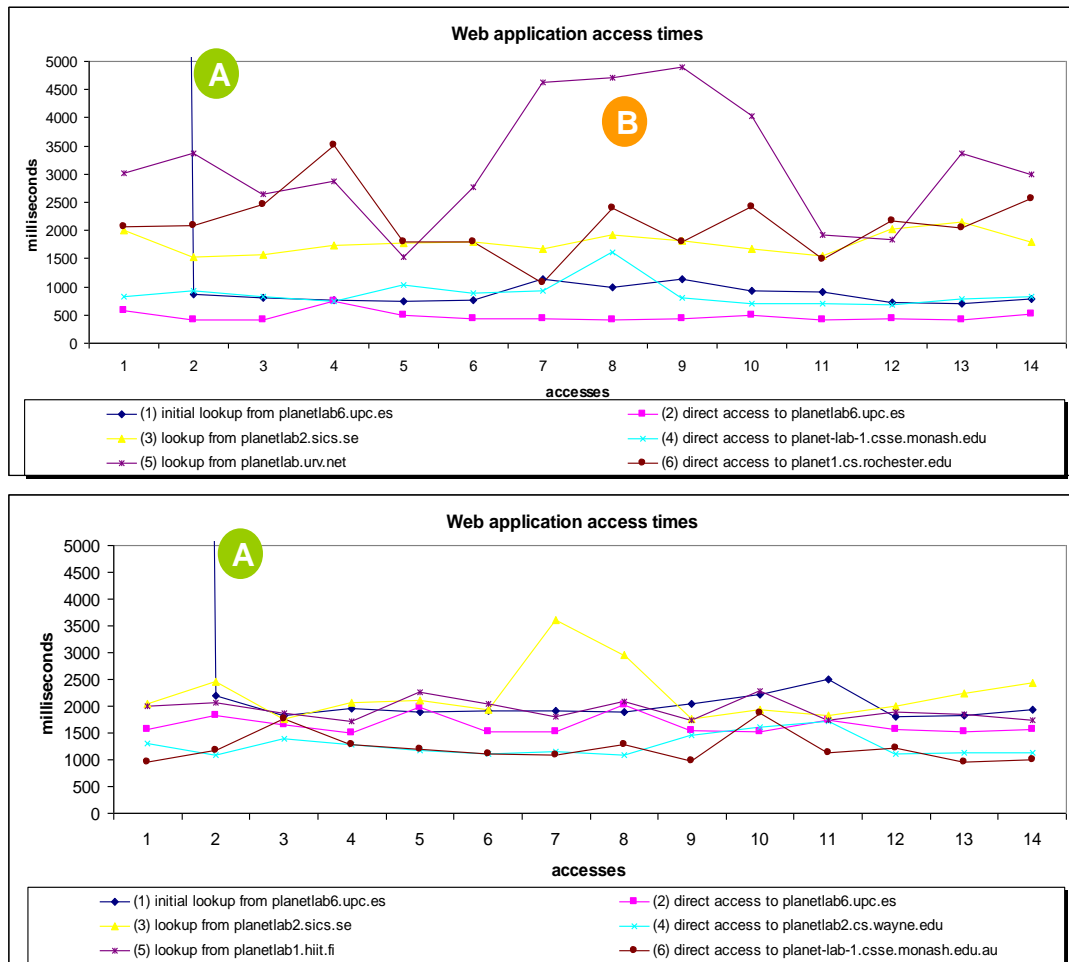 Web application access times
A
B
5000
4500
4000
3500
3000
2500
2000
1500
1000
500
0
milliseconds
1 2 3 4 5 6 7 8 9 10 11 12 13 14
accesses
(1) initial lookup from planetlab6.upc.es
(2) direct access to planetlab6.upc.es
(3) lookup from planetlab2.sics.se
(4) direct access to planet-lab-1.csse.monash.edu
(5) lookup from planetlab.urv.net
(6) direct access to planet1.cs.rochester.edu
Web application access times
A
5000
4500
4000
3500
3000
2500
2000
1500
1000
500
0
milliseconds
1 2 3 4 5 6 7 8 9 10 11 12 13 14
accesses
(1) initial lookup from planetlab6.upc.es
(2) direct access to planetlab6.upc.es
(3) lookup from planetlab2.sics.se
(4) direct access to planetlab2.cs.wayne.edu
(5) lookup from planetlab1.hiit.fi
(6) direct access to planet-lab-1.csse.monash.edu.au